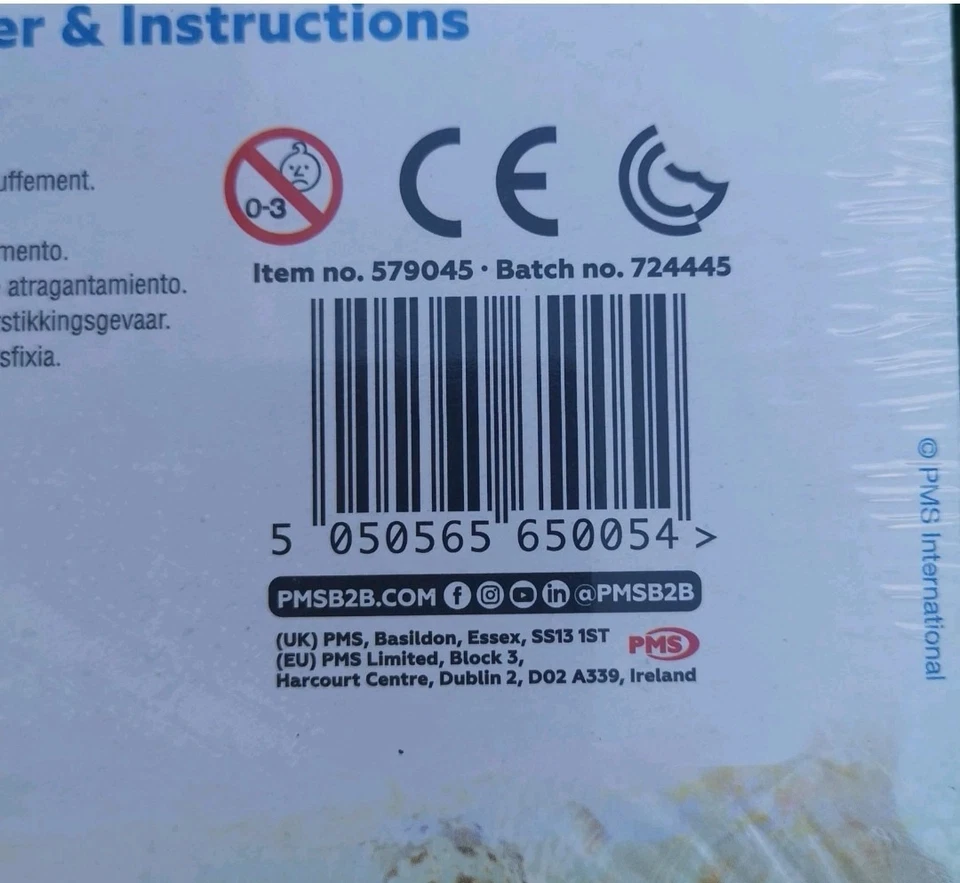 er & Instructions
uffement.
mento.
atragantamiento.
stikkingsgevaar.
sfixia.
0-3
CE
Item no. 579045 · Batch no. 724445
5 050565 650054 >
PMSB2B.COM @PMSB2B
(UK) PMS, Basildon, Essex, SS13 1ST
PMS
(EU) PMS Limited, Block 3,
Harcourt Centre, Dublin 2, D02 A339, Ireland
© PMS International